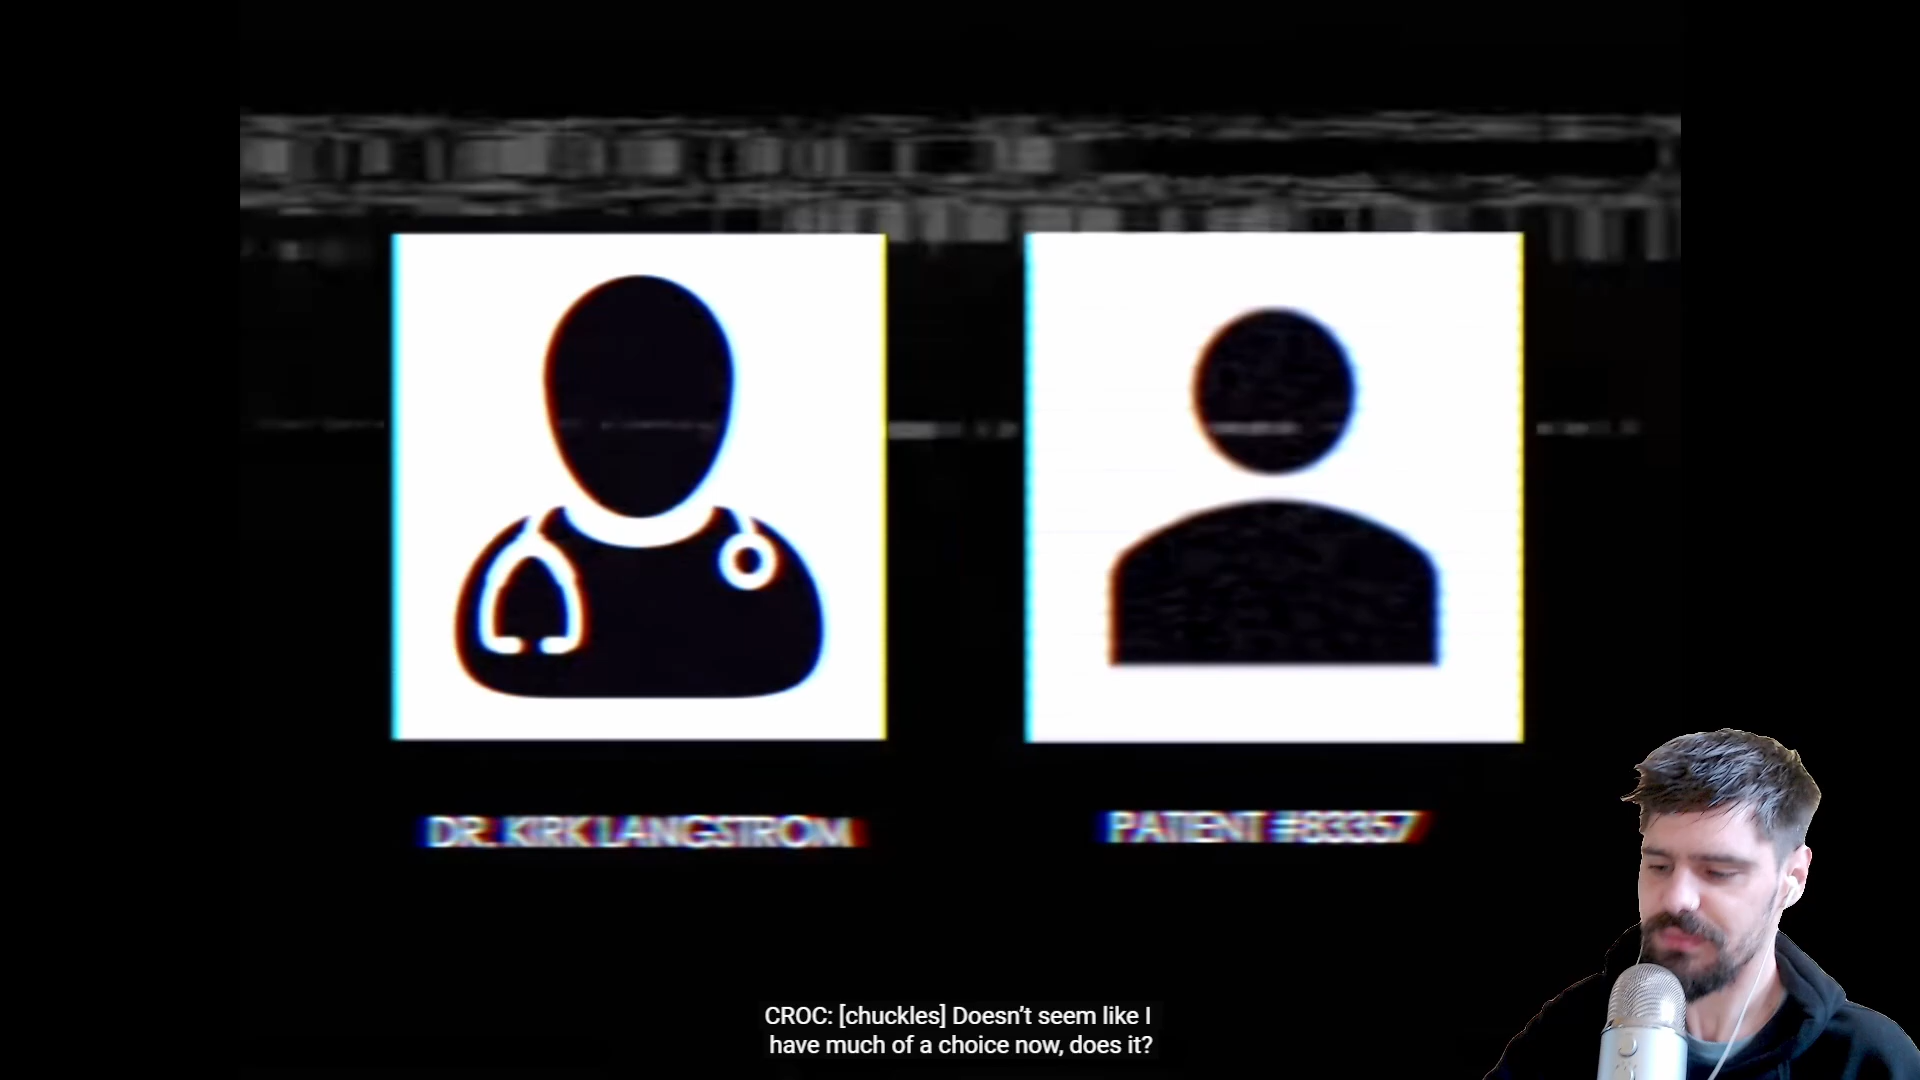 DR. KIRK LANGSTROM
PATIENT #83357
CROC: [chuckles] Doesn't seem like I
have much of a choice now, does it?